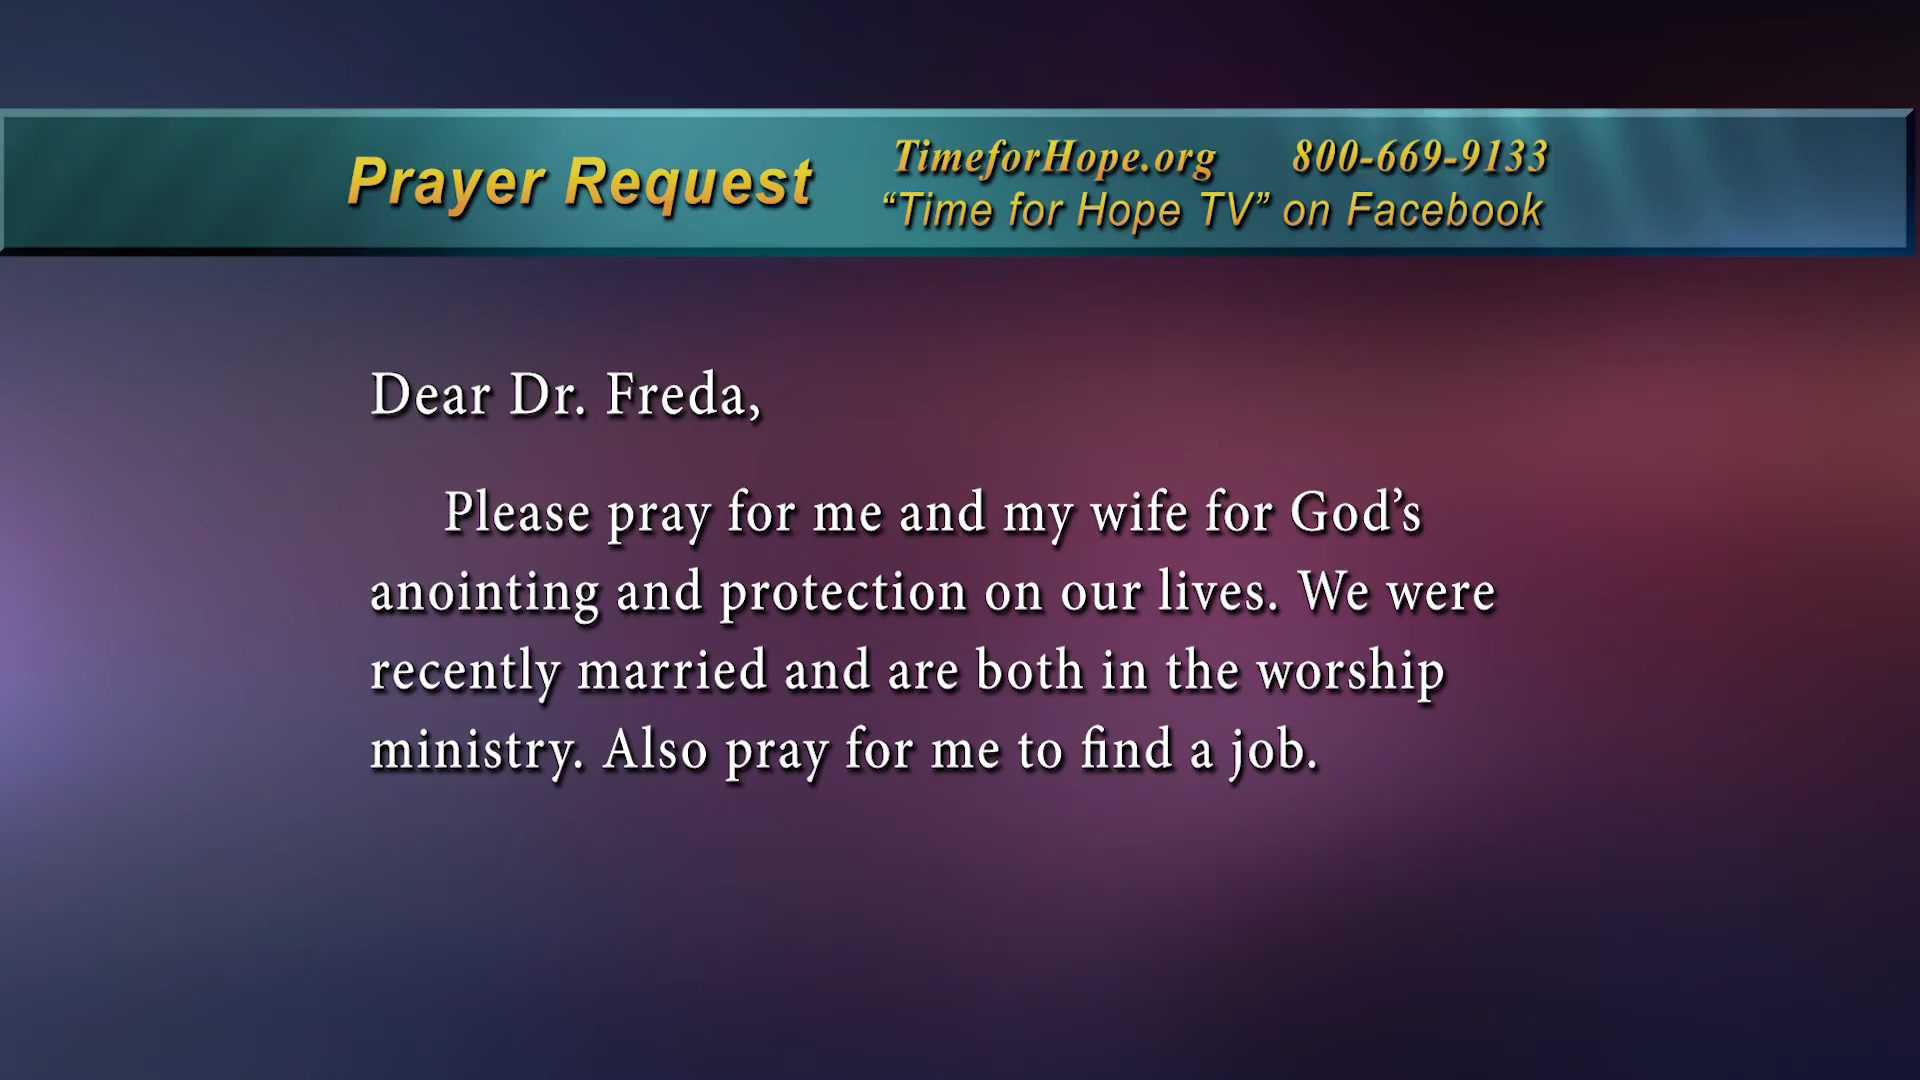 Prayer Request
TimeforHope.org 800-669-9133
“Time for Hope TV” on Facebook
Dear Dr. Freda,
Please pray for me and my wife for God’s
anointing and protection on our lives. We were
recently married and are both in the worship
ministry. Also pray for me to find a job.